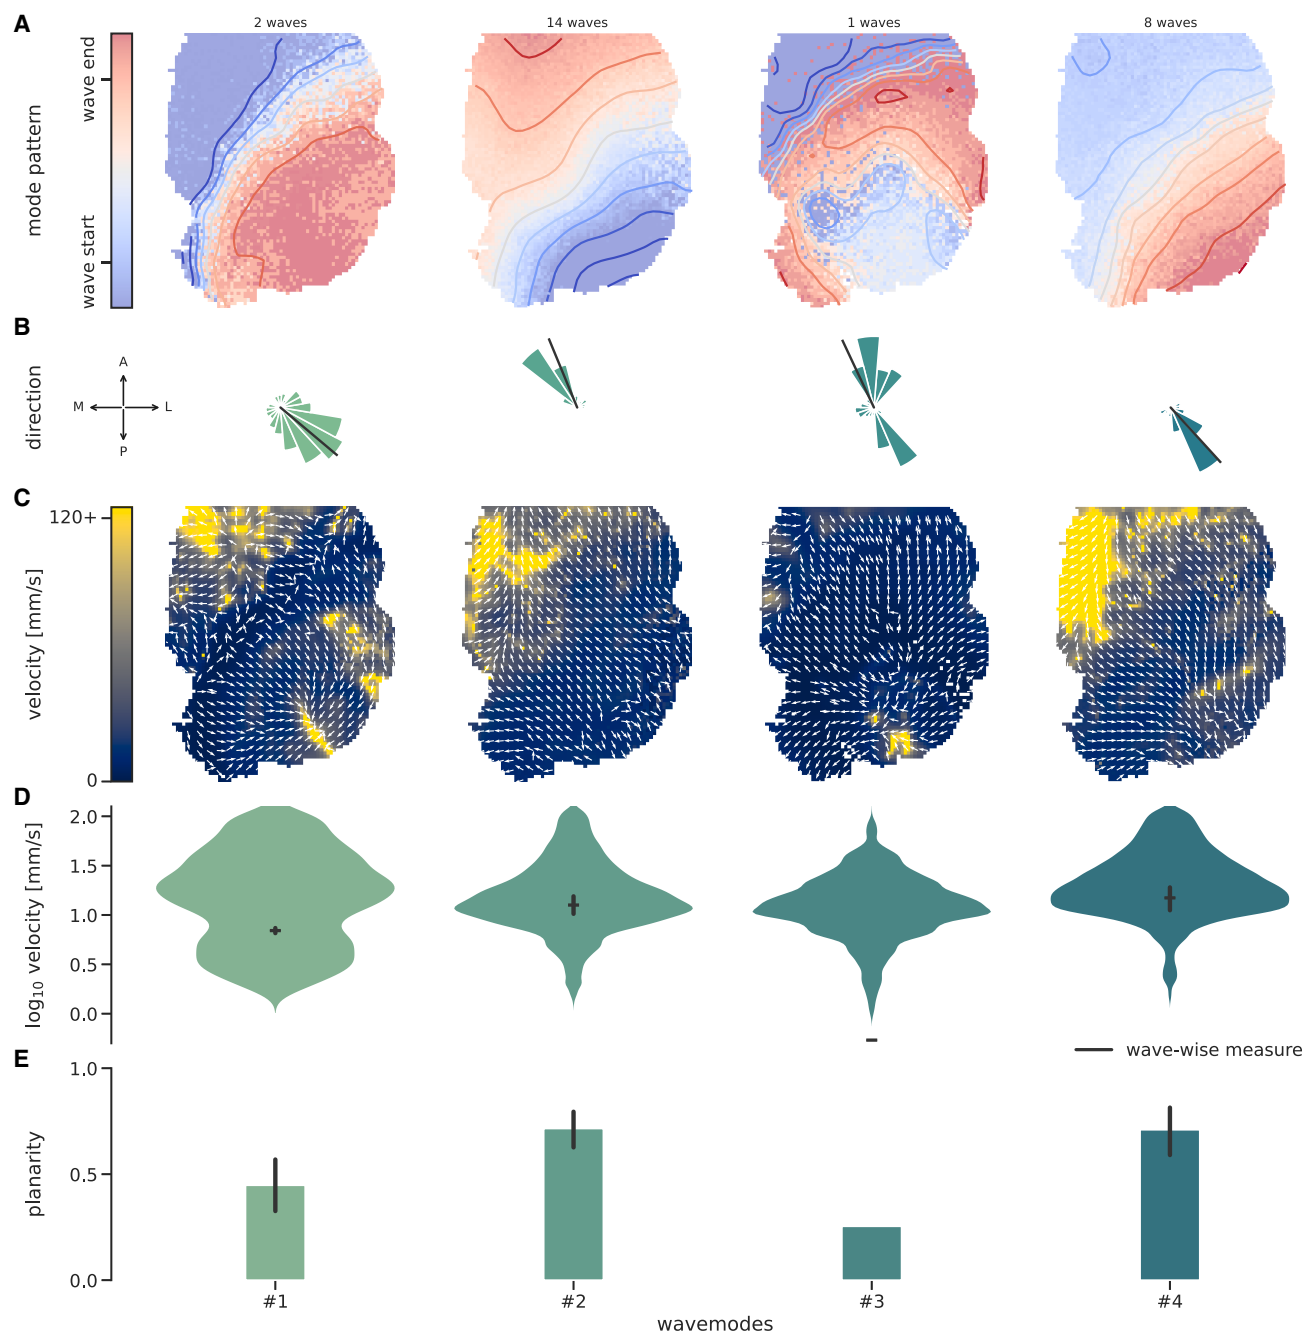 A
2 waves
14 waves
1 waves
8 waves
mode pattern
wave end
wave start
B
direction
A
M
L
P
C
velocity [mm/s]
120+
0
D
log₁₀ velocity [mm/s]
2.0
1.5
1.0
0.5
0.0
wave-wise measure
E
planarity
1.0
0.5
0.0
#1
#2
#3
#4
wavemodes